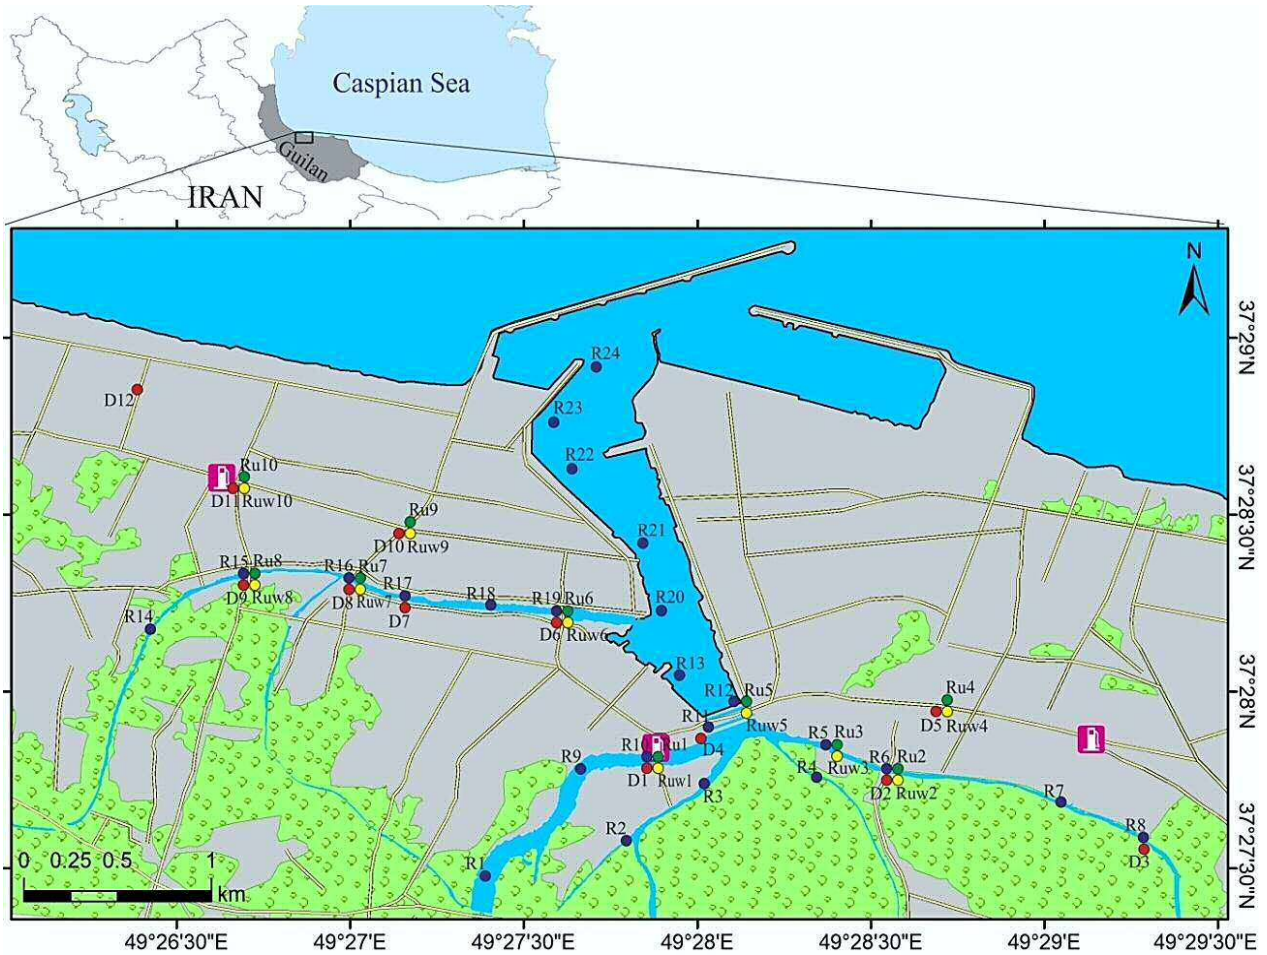 Caspian Sea
Guilan
IRAN
N
R24
D12
R23
R22
Ru10
D11 Ruw10
Ru9
D10 Ruw9
R21
R15 Ru8
R16 Ru7
R17
D9 Ruw8
D8 Ruw7
D7
R18
R19 Ru6
R20
R14
D6 Ruw6
R13
R12 Ru5
Ru4
R11
Ruw5
D5 Ruw4
R10 Ru1
D4
R5 Ru3
R9
R6 Ru2
D1 Ruw1
R4 Ruw3
R3
D2 Ruw2
R7
R2
R8
D3
R1
0 0.25 0.5 1
km
37°29'N
37°28'30"N
37°28'N
37°27'30"N
49°26'30"E 49°27'E 49°27'30"E 49°28'E 49°28'30"E 49°29'E 49°29'30"E